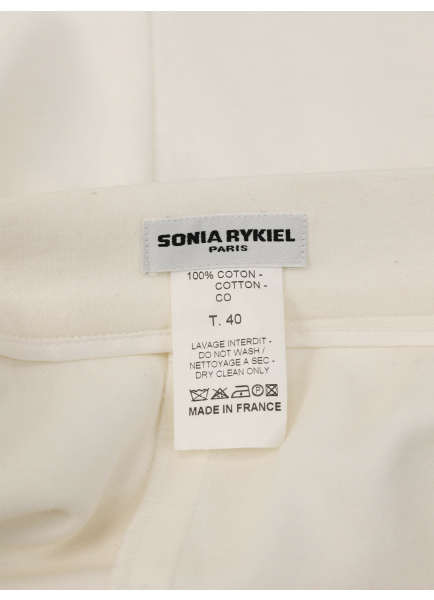 SONIA RYKIEL
PARIS
100% COTON -
COTTON -
CO
T. 40
LAVAGE INTERDIT -
DO NOT WASH /
NETTOYAGE A SEC -
DRY CLEAN ONLY
MADE IN FRANCE